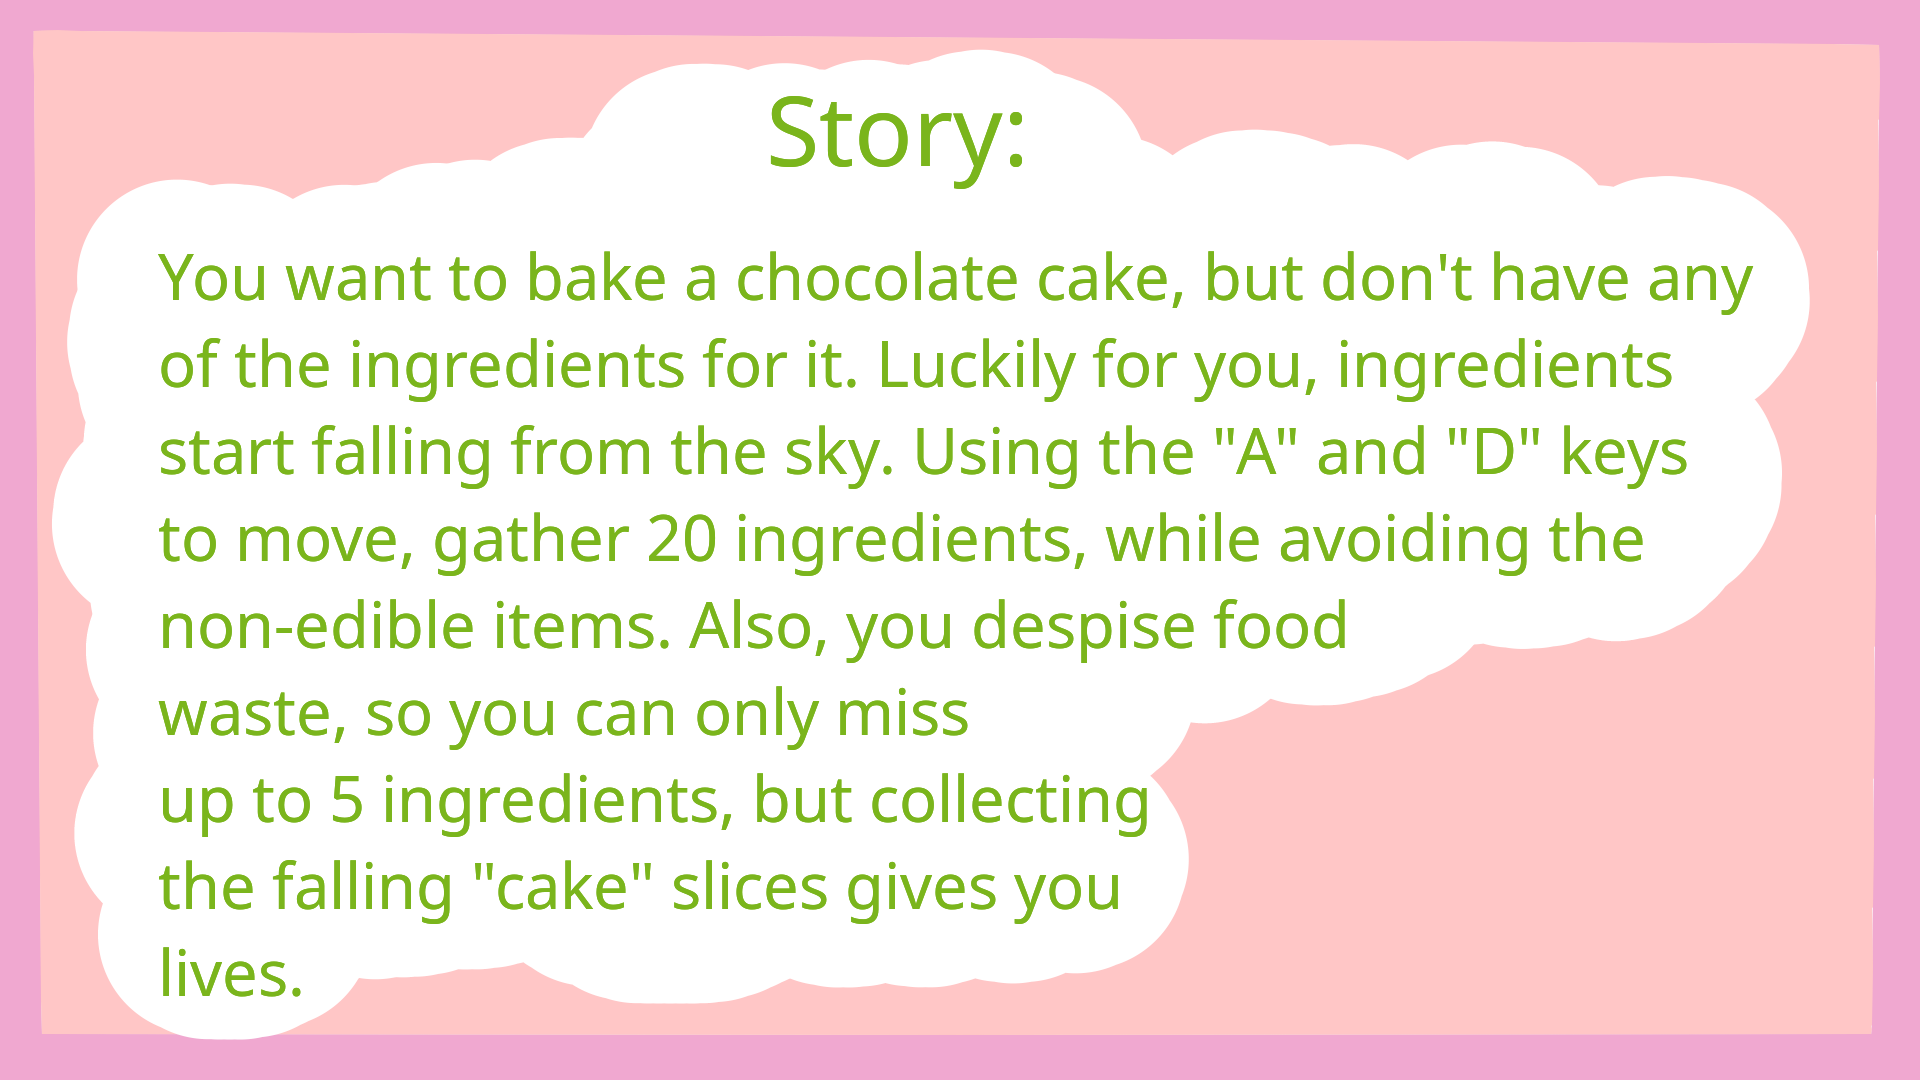 Story:
You want to bake a chocolate cake, but don't have any
of the ingredients for it. Luckily for you, ingredients
start falling from the sky. Using the "A" and "D" keys
to move, gather 20 ingredients, while avoiding the
non-edible items. Also, you despise food
waste, so you can only miss
up to 5 ingredients, but collecting
the falling "cake" slices gives you
lives.